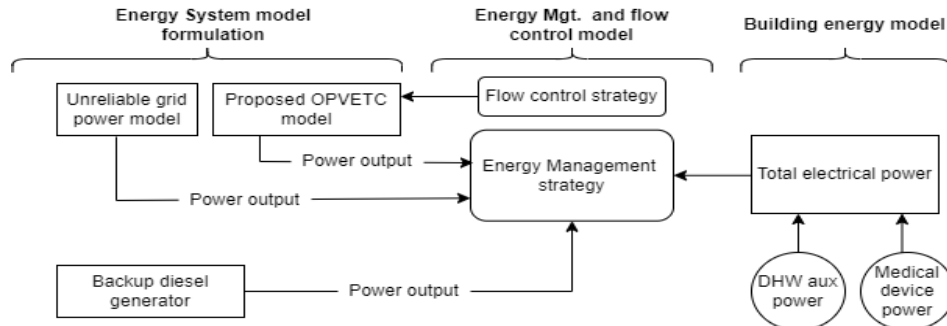 Energy System model
formulation
Energy Mgt. and flow
control model
Building energy model
Unreliable grid
power model
Proposed OPVETC
model
Flow control strategy
Power output
Energy Management
strategy
Total electrical power
Power output
Backup diesel
generator
Power output
DHW aux
power
Medical
device
power